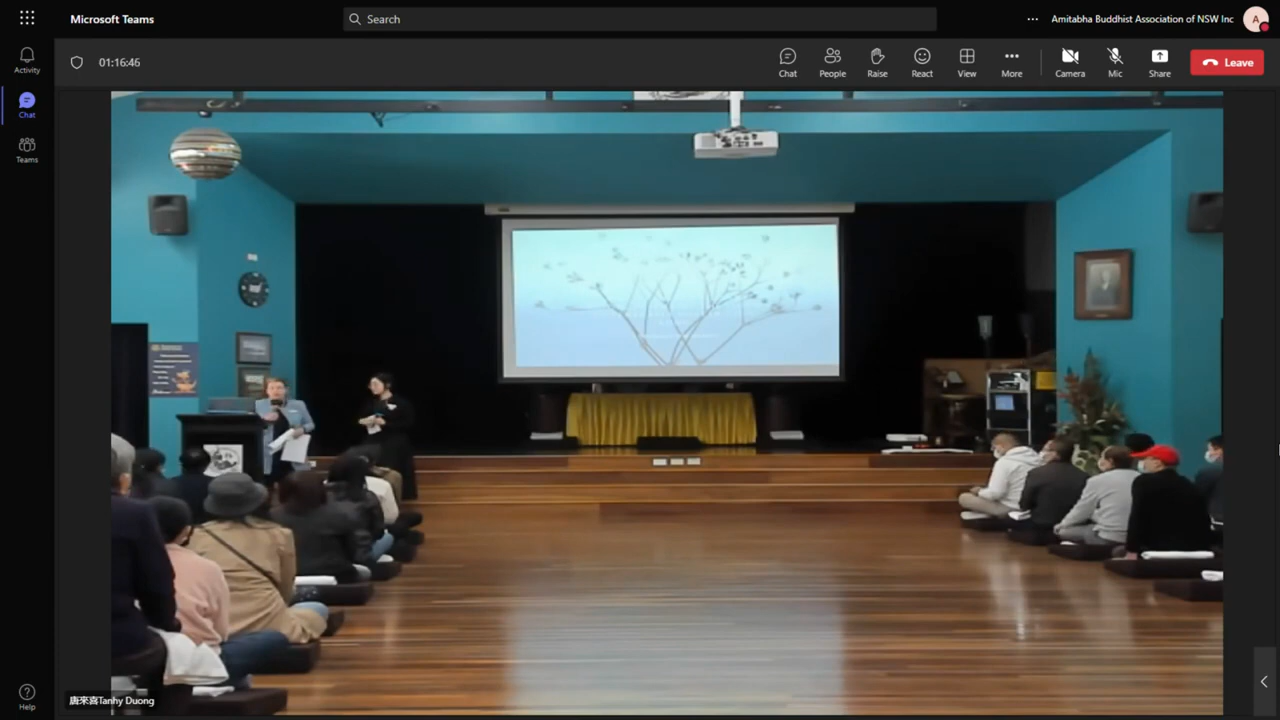 Microsoft Teams
Search
Amitabha Buddhist Association of NSW Inc
A
01:16:46
Chat
People
Raise
React
View
More
Camera
Mic
Share
Leave
Activity
Chat
Teams
Help
唐來喜Tanhy Duong